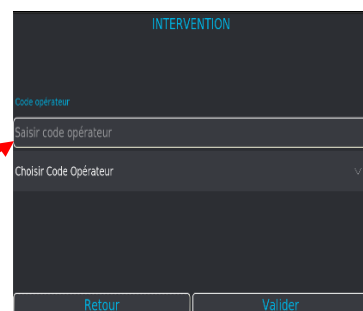 INTERVENTION
Code opérateur
Saisir code opérateur
Choisir Code Opérateur
Retour
Valider